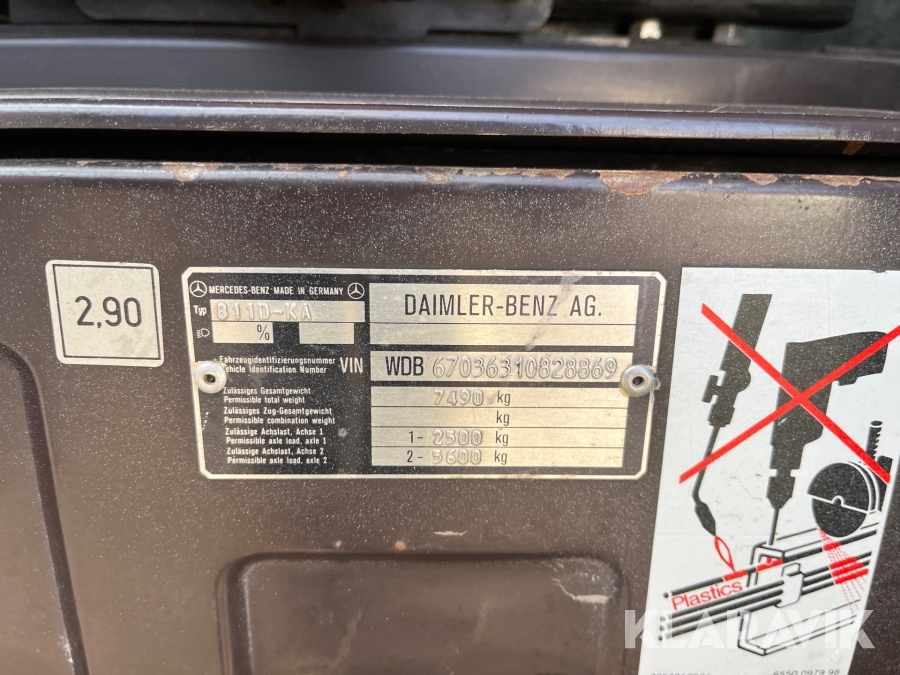 2,90
MERCEDES-BENZ MADE IN GERMANY
Typ 811D-KA
DAIMLER-BENZ AG.
%
Fahrzeugidentifizierungsnummer
Vehicle Identification Number VIN WDB 67036310828869
Zulässiges Gesamtgewicht
Permissible total weight 7490 kg
Zulässiges Zug-Gesamtgewicht
Permissible combination weight kg
Zulässige Achslast, Achse 1
Permissible axle load, axle 1 1- 2500 kg
Zulässige Achslast, Achse 2
Permissible axle load, axle 2 2- 5600 kg
Plastics
KLARAVIK
6550 0979 98